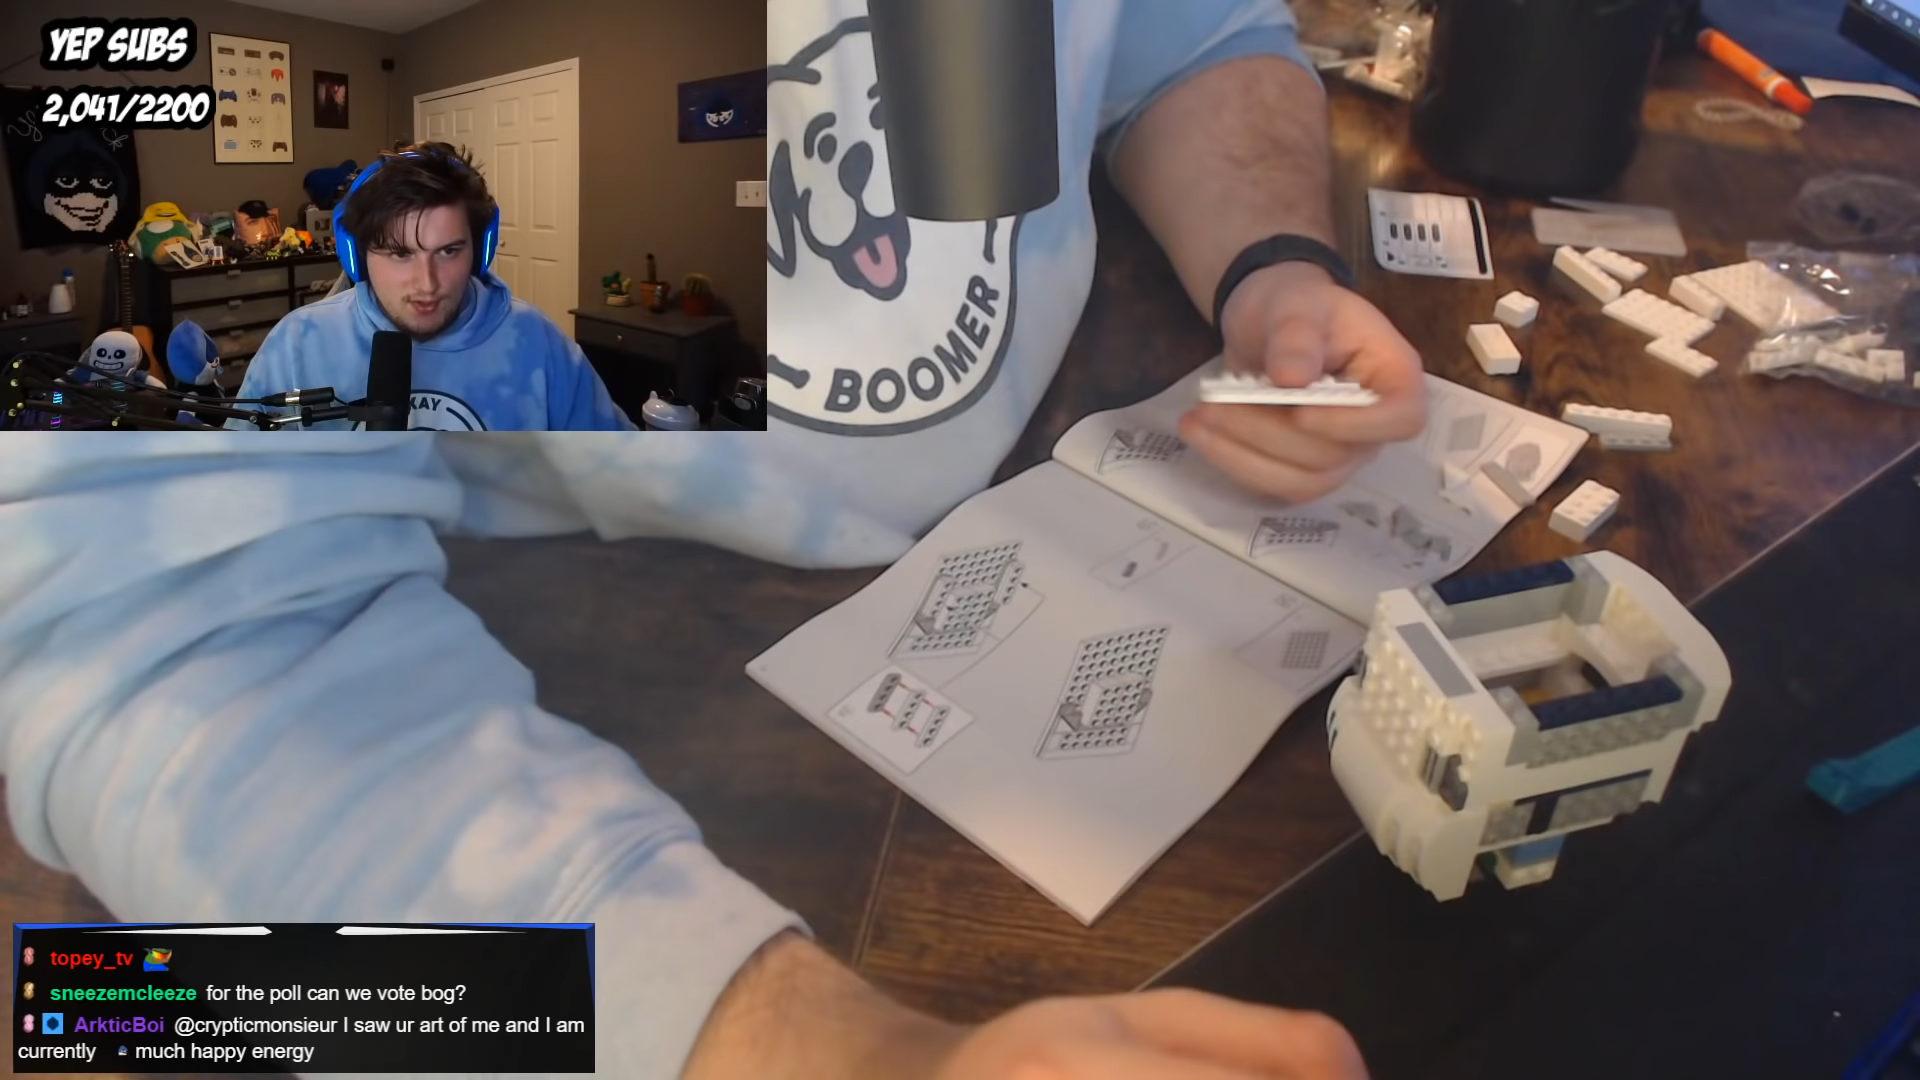 YEP SUBS
2,041/2200
KAY
BOOMER
topey_tv
sneezemcleeze for the poll can we vote bog?
ArkticBoi @crypticmonsieur I saw ur art of me and I am
currently much happy energy